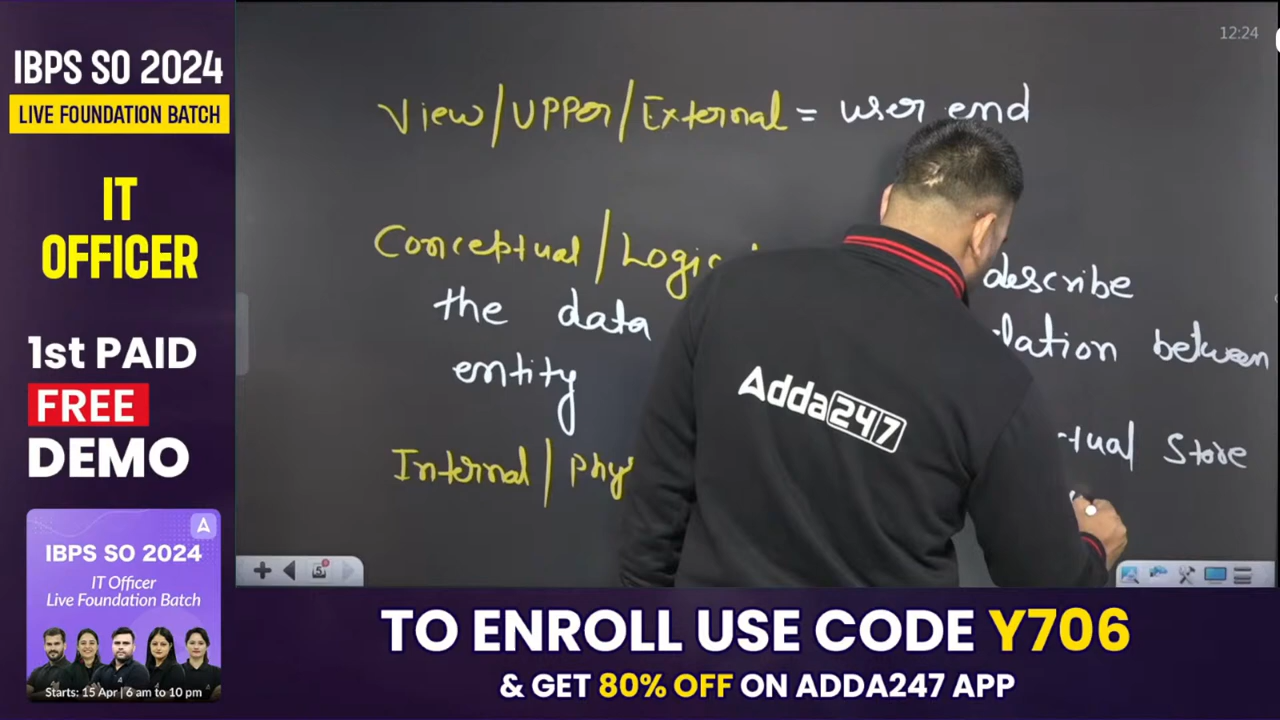 IBPS SO 2024
LIVE FOUNDATION BATCH
IT
OFFICER
1st PAID
FREE
DEMO
IBPS SO 2024
IT Officer
Live Foundation Batch
Starts: 15 Apr | 6 am to 10 pm
12:24
View/UPPer/External = user end
Conceptual/Logic describe
the data lation between
entity
Internal/Phys tual Store
Adda247
5
TO ENROLL USE CODE Y706
& GET 80% OFF ON ADDA247 APP